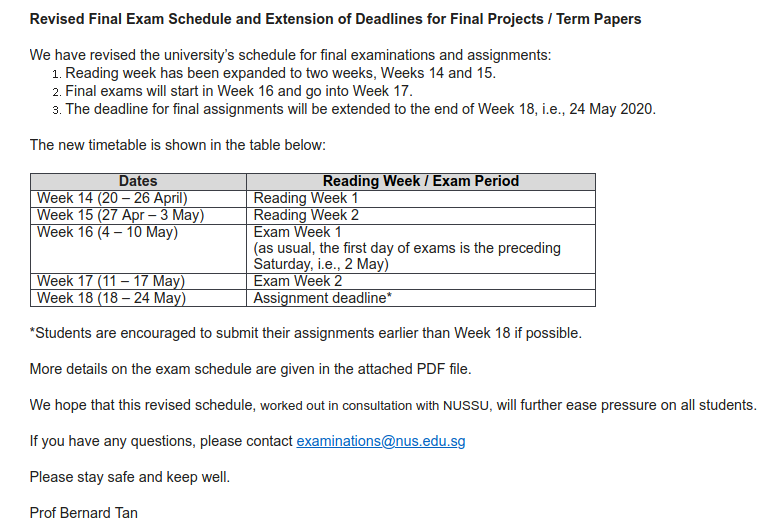 Revised Final Exam Schedule and Extension of Deadlines for Final Projects / Term Papers
We have revised the university's schedule for final examinations and assignments:
1. Reading week has been expanded to two weeks, Weeks 14 and 15.
2. Final exams will start in Week 16 and go into Week 17.
3. The deadline for final assignments will be extended to the end of Week 18, i.e., 24 May 2020.
The new timetable is shown in the table below:
Dates Reading Week / Exam Period
Week 14 (20 – 26 April) Reading Week 1
Week 15 (27 Apr – 3 May) Reading Week 2
Week 16 (4 – 10 May) Exam Week 1
(as usual, the first day of exams is the preceding
Saturday, i.e., 2 May)
Week 17 (11 – 17 May) Exam Week 2
Week 18 (18 – 24 May) Assignment deadline*
*Students are encouraged to submit their assignments earlier than Week 18 if possible.
More details on the exam schedule are given in the attached PDF file.
We hope that this revised schedule, worked out in consultation with NUSSU, will further ease pressure on all students.
If you have any questions, please contact examinations@nus.edu.sg
Please stay safe and keep well.
Prof Bernard Tan